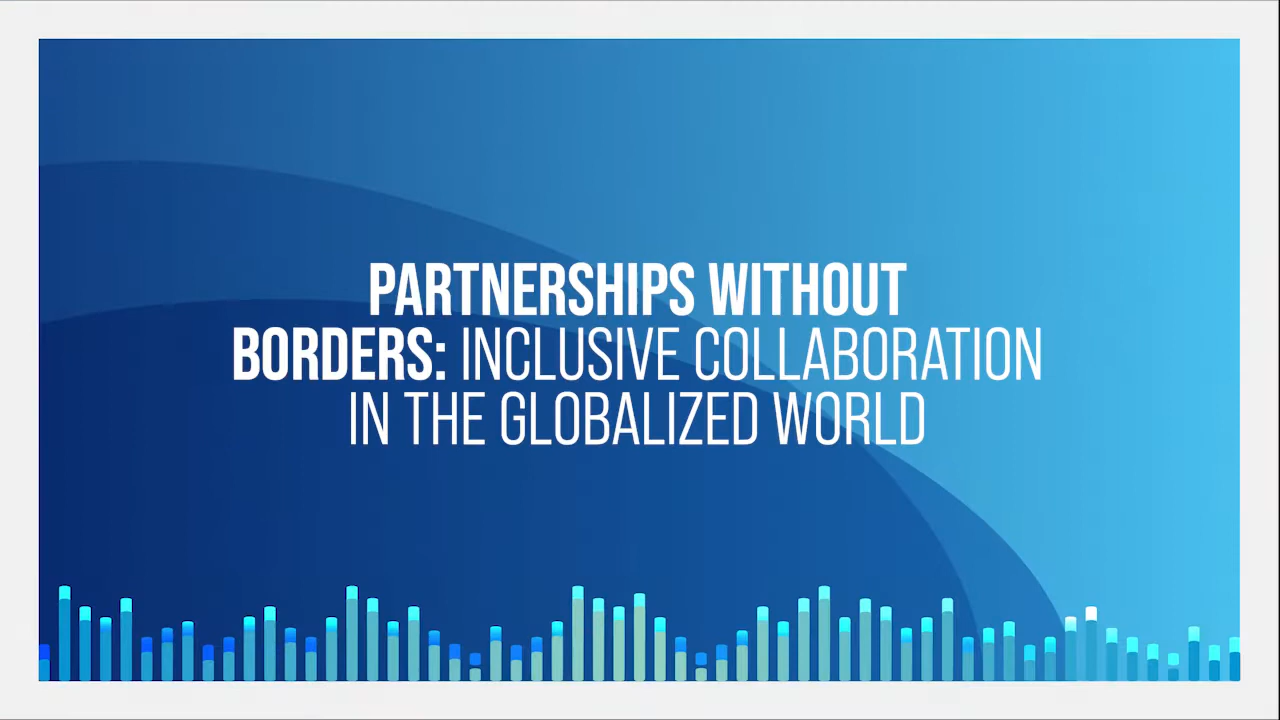 PARTNERSHIPS WITHOUT
BORDERS: INCLUSIVE COLLABORATION
IN THE GLOBALIZED WORLD